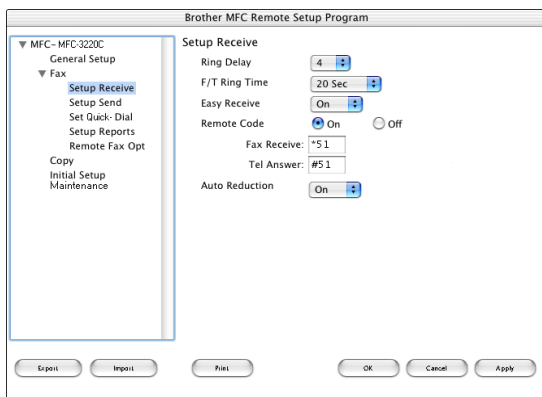 Brother MFC Remote Setup Program
MFC- MFC-3220C
General Setup
Fax
Setup Receive
Setup Send
Set Quick- Dial
Setup Reports
Remote Fax Opt
Copy
Initial Setup
Maintenance
Setup Receive
Ring Delay 4
F/T Ring Time 20 Sec
Easy Receive On
Remote Code On Off
Fax Receive: *51
Tel Answer: #51
Auto Reduction On
Export Import Print OK Cancel Apply